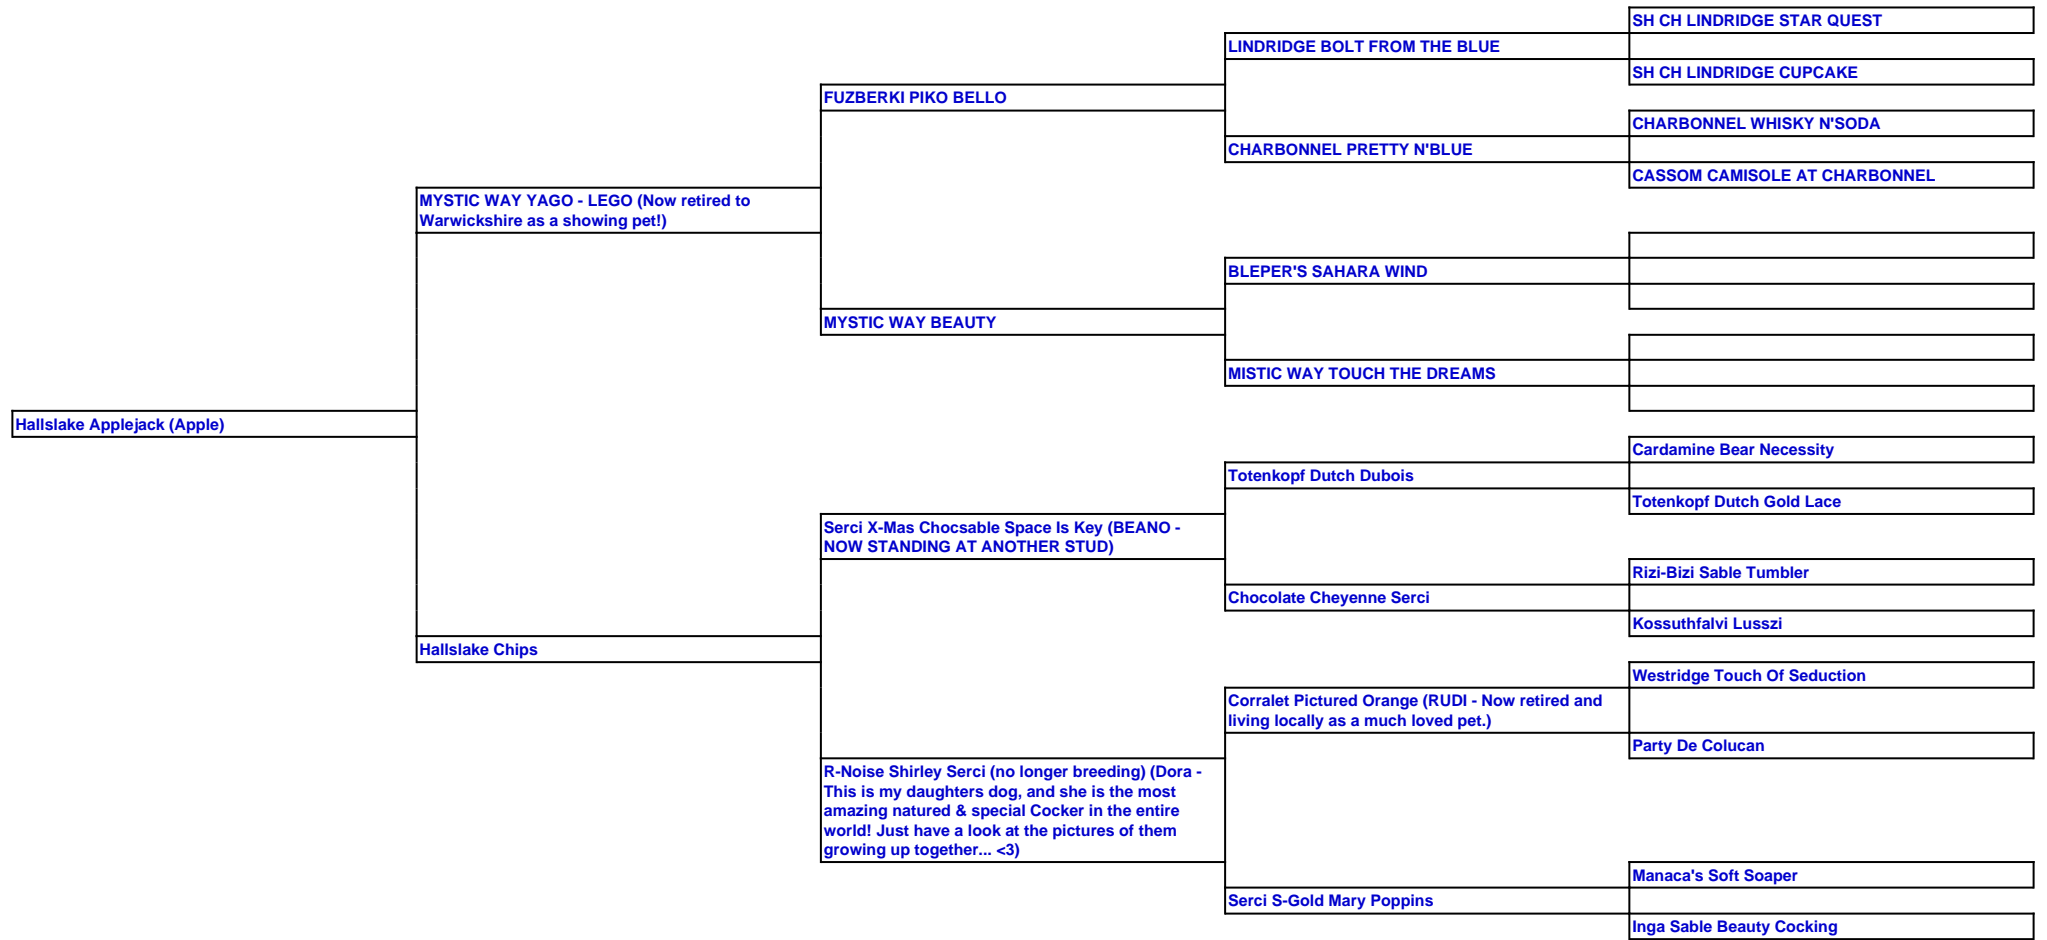 SH CH LINDRIDGE STAR QUEST
LINDRIDGE BOLT FROM THE BLUE
SH CH LINDRIDGE CUPCAKE
FUZBERKI PIKO BELLO
CHARBONNEL WHISKY N'SODA
CHARBONNEL PRETTY N'BLUE
CASSOM CAMISOLE AT CHARBONNEL
MYSTIC WAY YAGO - LEGO (Now retired to
Warwickshire as a showing pet!)
BLEPER'S SAHARA WIND
MYSTIC WAY BEAUTY
MISTIC WAY TOUCH THE DREAMS
Hallslake Applejack (Apple)
Cardamine Bear Necessity
Totenkopf Dutch Dubois
Totenkopf Dutch Gold Lace
Serci X-Mas Chocsable Space Is Key (BEANO -
NOW STANDING AT ANOTHER STUD)
Rizi-Bizi Sable Tumbler
Chocolate Cheyenne Serci
Kossuthfalvi Lusszi
Hallslake Chips
Westridge Touch Of Seduction
Corralet Pictured Orange (RUDI - Now retired and
living locally as a much loved pet.)
Party De Colucan
R-Noise Shirley Serci (no longer breeding) (Dora -
This is my daughters dog, and she is the most
amazing natured & special Cocker in the entire
world! Just have a look at the pictures of them
growing up together... <3)
Manaca's Soft Soaper
Serci S-Gold Mary Poppins
Inga Sable Beauty Cocking